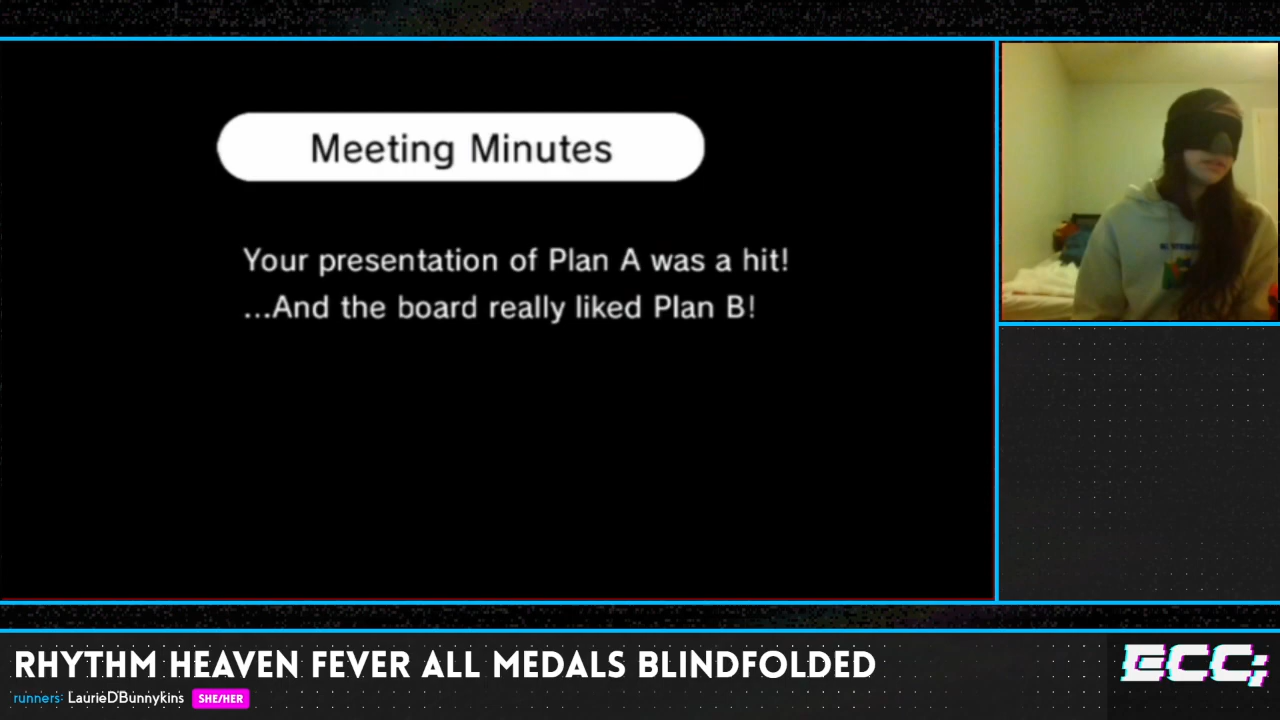 Meeting Minutes
Your presentation of Plan A was a hit!
...And the board really liked Plan B!
RHYTHM HEAVEN FEVER ALL MEDALS BLINDFOLDED
runners: LaurieDBunnykins SHE/HER
ECC;